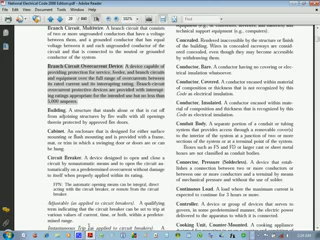 National Electrical Code 2008 Edition.pdf - Adobe Reader
File Edit View Document Tools Window Help
Branch Circuit, Multiwire. A branch circuit that consists
of two or more ungrounded conductors that have a voltage
between them, and a grounded conductor that has equal
voltage between it and each ungrounded conductor of the
circuit and that is connected to the neutral or grounded
conductor of the system
Branch-Circuit Overcurrent Device. A device capable of
providing protection for service, feeder, and branch circuits
and equipment over the full range of overcurrents between
its rated current and its interrupting rating. Branch-circuit
overcurrent protective devices are provided with interrupt-
ing ratings appropriate for the intended use but no less than
5,000 amperes.
Building. A structure that stands alone or that is cut off
from adjoining structures by fire walls with all openings
therein protected by approved fire doors.
Cabinet. An enclosure that is designed for either surface
mounting or flush mounting and is provided with a frame,
mat, or trim in which a swinging door or doors are or can
be hung.
Circuit Breaker. A device designed to open and close a
circuit by nonautomatic means and to open the circuit au-
tomatically on a predetermined overcurrent without damage
to itself when properly applied within its rating.
FPN: The automatic opening means can be integral, direct
acting with the circuit breaker, or remote from the circuit
breaker.
Adjustable (as applied to circuit breakers). A qualifying
term indicating that the circuit breaker can be set to trip at
various values of current, time, or both, within a predeter-
mined range.
Instantaneous Trip (as applied to circuit breakers). A
technical support equipment (e.g., computers).
Concealed. Rendered inaccessible by the structure or finish
of the building. Wires in concealed raceways are consid-
ered concealed, even though they may become accessible
by withdrawing them.
Conductor, Bare. A conductor having no covering or elec-
trical insulation whatsoever.
Conductor, Covered. A conductor encased within material
of composition or thickness that is not recognized by this
Code as electrical insulation.
Conductor, Insulated. A conductor encased within mate-
rial of composition and thickness that is recognized by this
Code as electrical insulation.
Conduit Body. A separate portion of a conduit or tubing
system that provides access through a removable cover(s)
to the interior of the system at a junction of two or more
sections of the system or at a terminal point of the system.
Boxes such as FS and FD or larger cast or sheet metal
boxes are not classified as conduit bodies.
Connector, Pressure (Solderless). A device that estab-
lishes a connection between two or more conductors or
between one or more conductors and a terminal by means
of mechanical pressure and without the use of solder.
Continuous Load. A load where the maximum current is
expected to continue for 3 hours or more.
Controller. A device or group of devices that serves to
govern, in some predetermined manner, the electric power
delivered to the apparatus to which it is connected.
Cooking Unit, Counter-Mounted. A cooking appliance